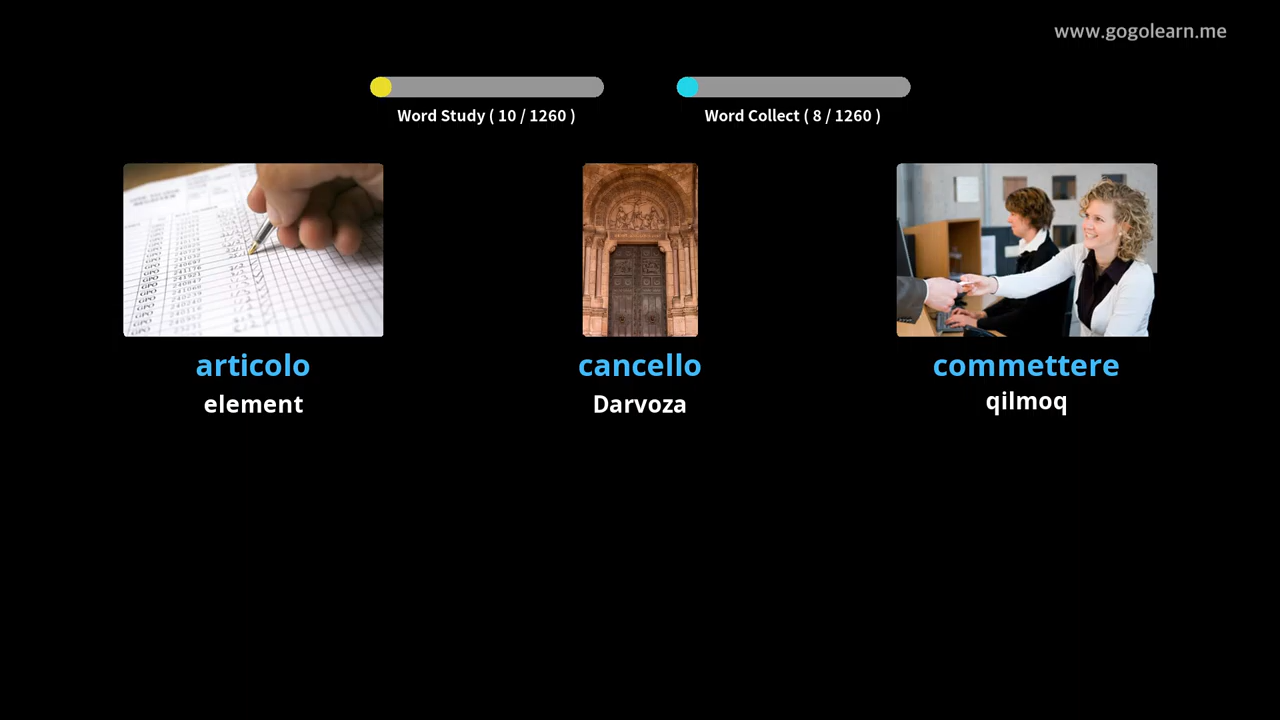 www.gogolearn.me
Word Study ( 10 / 1260 )
Word Collect ( 8 / 1260 )
articolo
cancello
commettere
element
Darvoza
qilmoq